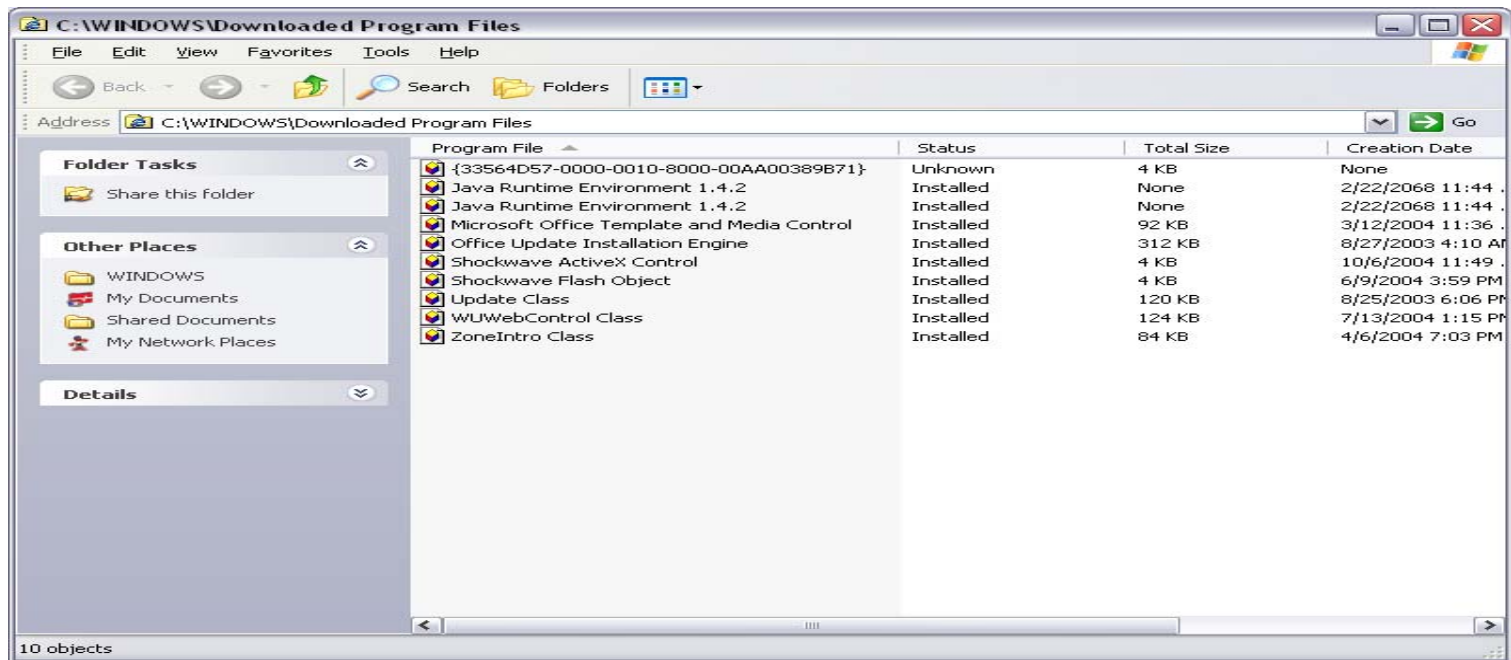 C:\WINDOWS\Downloaded Program Files
File Edit View Favorites Tools Help
Back Search Folders
Address C:\WINDOWS\Downloaded Program Files Go
Folder Tasks
Share this folder
Other Places
WINDOWS
My Documents
Shared Documents
My Network Places
Details
Program File Status Total Size Creation Date
{33564D57-0000-0010-8000-00AA00389B71} Unknown 4 KB None
Java Runtime Environment 1.4.2 Installed None 2/22/2068 11:44 .
Java Runtime Environment 1.4.2 Installed None 2/22/2068 11:44 .
Microsoft Office Template and Media Control Installed 92 KB 3/12/2004 11:36 .
Office Update Installation Engine Installed 312 KB 8/27/2003 4:10 AM
Shockwave ActiveX Control Installed 4 KB 10/6/2004 11:49 .
Shockwave Flash Object Installed 4 KB 6/9/2004 3:59 PM
Update Class Installed 120 KB 8/25/2003 6:06 PM
WUWebControl Class Installed 124 KB 7/13/2004 1:15 PM
ZoneIntro Class Installed 84 KB 4/6/2004 7:03 PM
10 objects